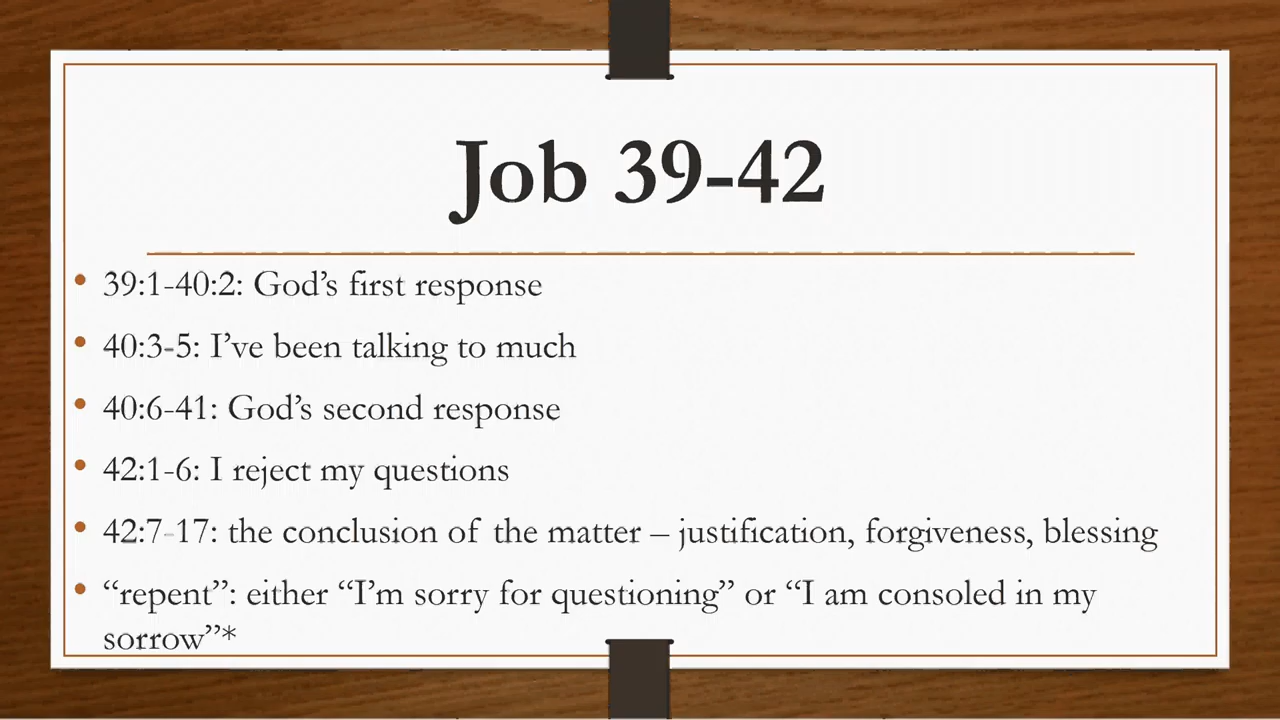 Job 39-42
• 39:1-40:2: God’s first response
• 40:3-5: I’ve been talking to much
• 40:6-41: God’s second response
• 42:1-6: I reject my questions
• 42:7-17: the conclusion of the matter – justification, forgiveness, blessing
• “repent”: either “I’m sorry for questioning” or “I am consoled in my
sorrow”*